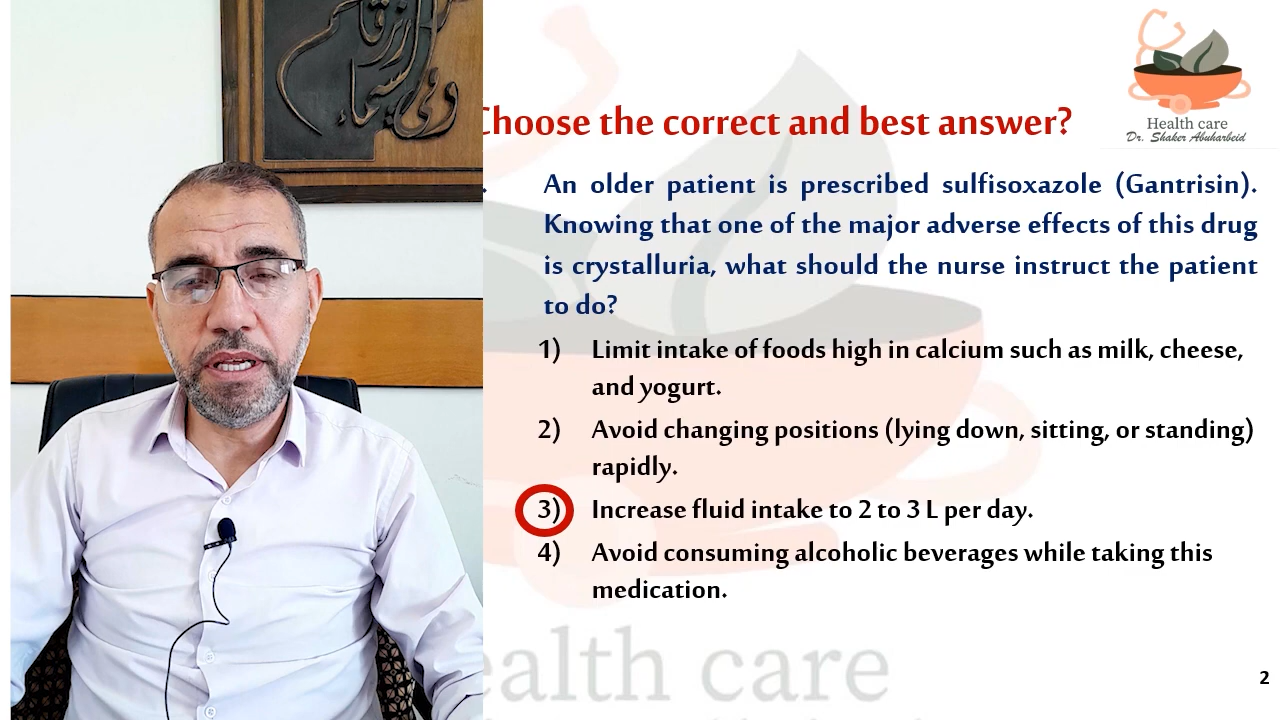 وفي السماء رزقكم
Choose the correct and best answer?
Health care
Dr. Shaker Abuharbeid
An older patient is prescribed sulfisoxazole (Gantrisin).
Knowing that one of the major adverse effects of this drug
is crystalluria, what should the nurse instruct the patient
to do?
1) Limit intake of foods high in calcium such as milk, cheese,
and yogurt.
2) Avoid changing positions (lying down, sitting, or standing)
rapidly.
3) Increase fluid intake to 2 to 3 L per day.
4) Avoid consuming alcoholic beverages while taking this
medication.
ealth care
2